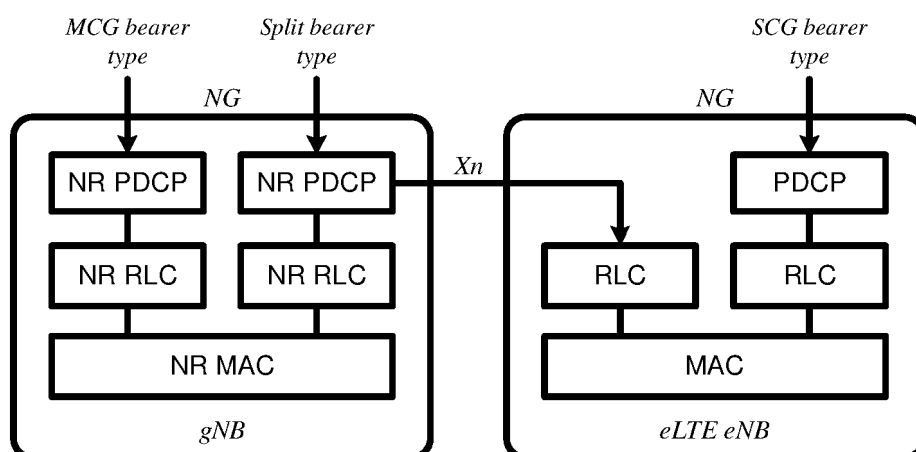 MCG bearer type
Split bearer type
SCG bearer type
NG
NG
NR PDCP
NR PDCP
Xn
PDCP
NR RLC
NR RLC
RLC
RLC
NR MAC
MAC
gNB
eLTE eNB